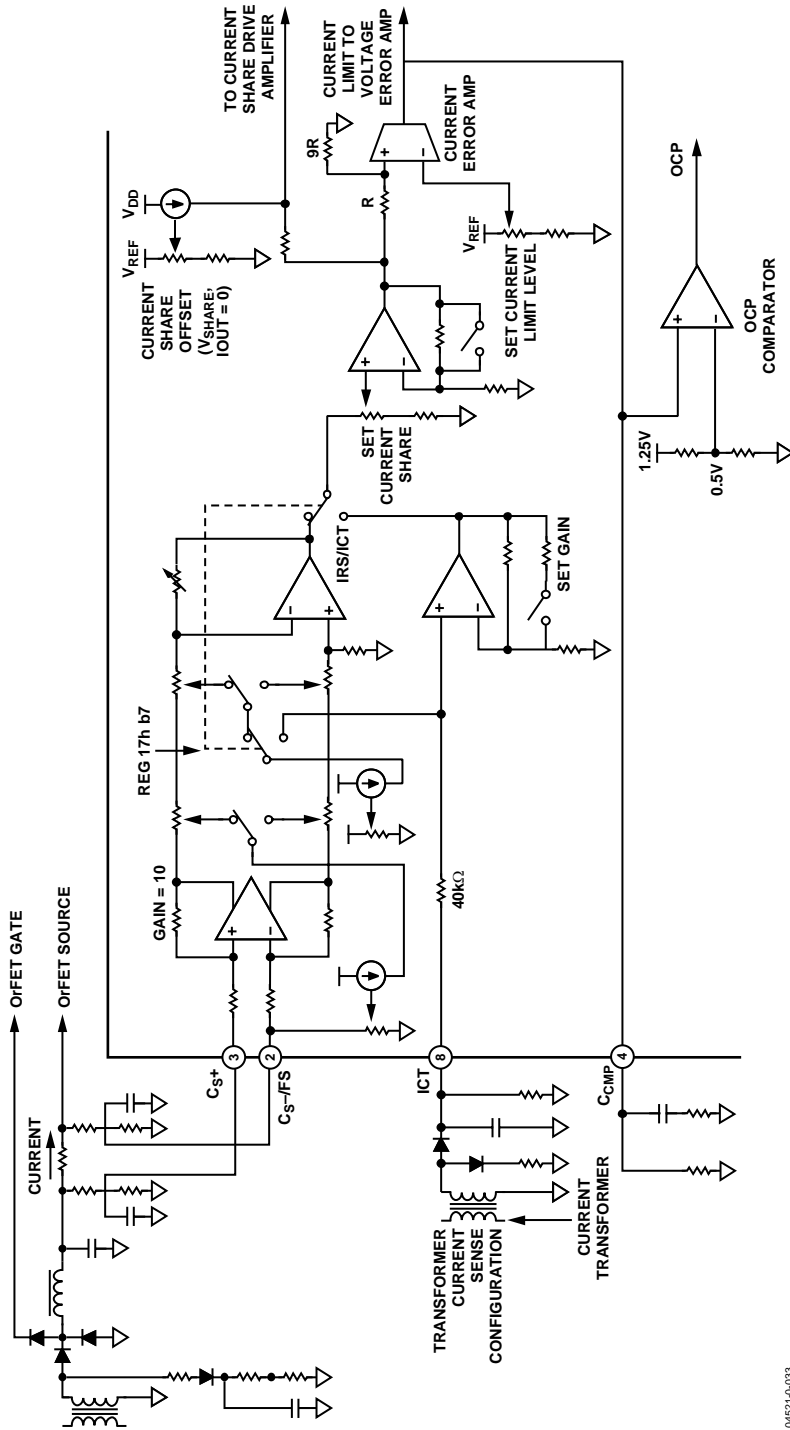 OrFET GATE
OrFET SOURCE
CURRENT
CS+
3
CS–/FS
2
GAIN = 10
REG 17h b7
IRS/ICT
SET
CURRENT
SHARE
CURRENT
SHARE
OFFSET
(VSHARE,
IOUT = 0)
VREF
VDD
TO CURRENT
SHARE DRIVE
AMPLIFIER
R
9R
CURRENT
LIMIT TO
VOLTAGE
ERROR AMP
CURRENT
ERROR AMP
VREF
SET CURRENT
LIMIT LEVEL
TRANSFORMER
CURRENT
SENSE
CONFIGURATION
CURRENT
TRANSFORMER
ICT
8
40kΩ
SET GAIN
CCMP
4
1.25V
0.5V
OCP
OCP
COMPARATOR
+
–
–
+
+
–
+
–
+
–
+
–
04521-0-033